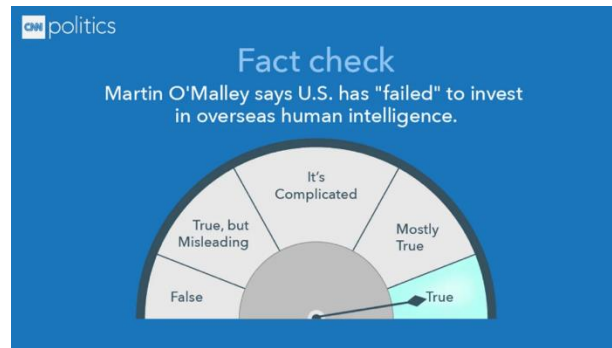 CNN politics
Fact check
Martin O'Malley says U.S. has "failed" to invest
in overseas human intelligence.
It's
Complicated
True, but
Misleading
Mostly
True
False
True